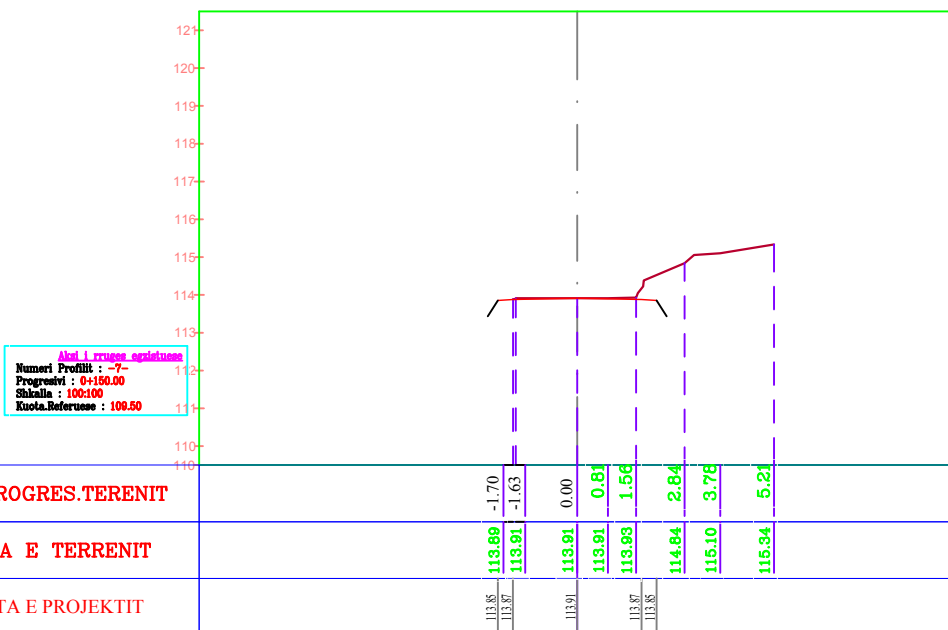 121
120
119
118
117
116
115
114
113
112
111
110
110
Aksi i rruges egzistuese
Numeri Profilit : -7-
Progresivi : 0+150.00
Shkalla : 100:100
Kuota.Referuese : 109.50
ROGRES.TERENIT -1.70 -1.63 0.00 0.81 1.56 2.84 3.78 5.21
A E TERRENIT 113.89 113.91 113.91 113.91 113.93 114.84 115.10 115.34
TA E PROJEKTIT 113.85 113.87 113.91 113.87 113.85